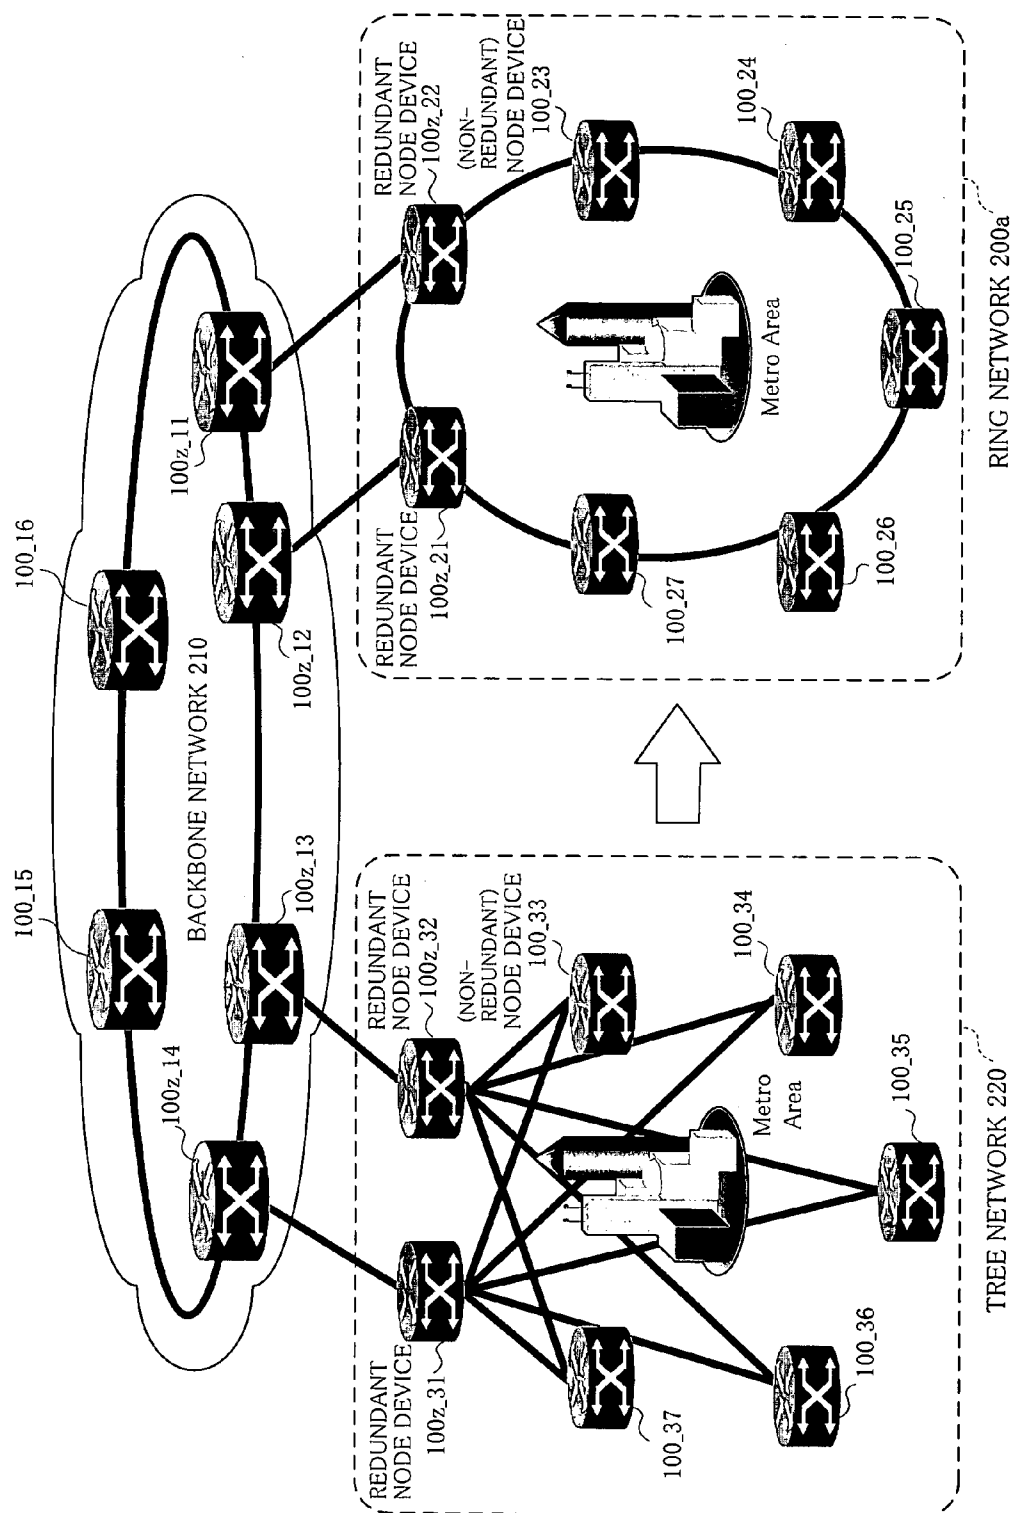 100_15
100_16
BACKBONE NETWORK 210
100z_14
100z_13
100z_12
100z_11
REDUNDANT
NODE DEVICE
100z_31
REDUNDANT
NODE DEVICE
100z_32
(NON-
REDUNDANT)
NODE DEVICE
100_33
100_37
100_34
100_36
100_35
Metro
Area
TREE NETWORK 220
REDUNDANT
NODE DEVICE
100z_21
REDUNDANT
NODE DEVICE
100z_22
(NON-
REDUNDANT)
NODE DEVICE
100_23
100_27
100_24
100_26
100_25
Metro Area
RING NETWORK 200a